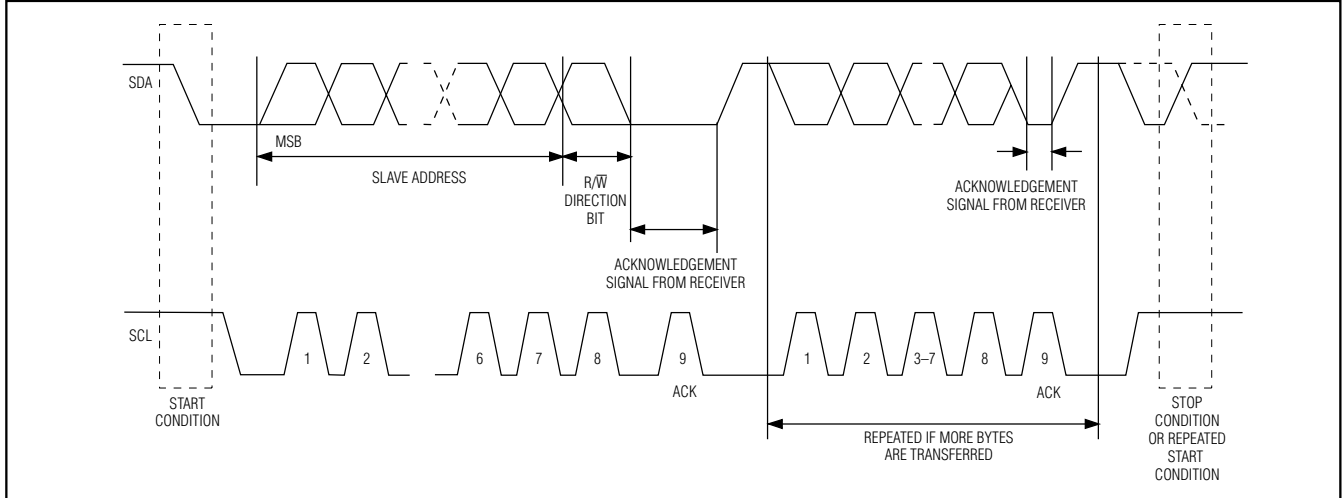 SDA
MSB
SLAVE ADDRESS
R/W̅
DIRECTION
BIT
ACKNOWLEDGEMENT
SIGNAL FROM RECEIVER
ACKNOWLEDGEMENT
SIGNAL FROM RECEIVER
SCL
1
2
6
7
8
9
1
2
3–7
8
9
ACK
ACK
START
CONDITION
REPEATED IF MORE BYTES
ARE TRANSFERRED
STOP
CONDITION
OR REPEATED
START
CONDITION